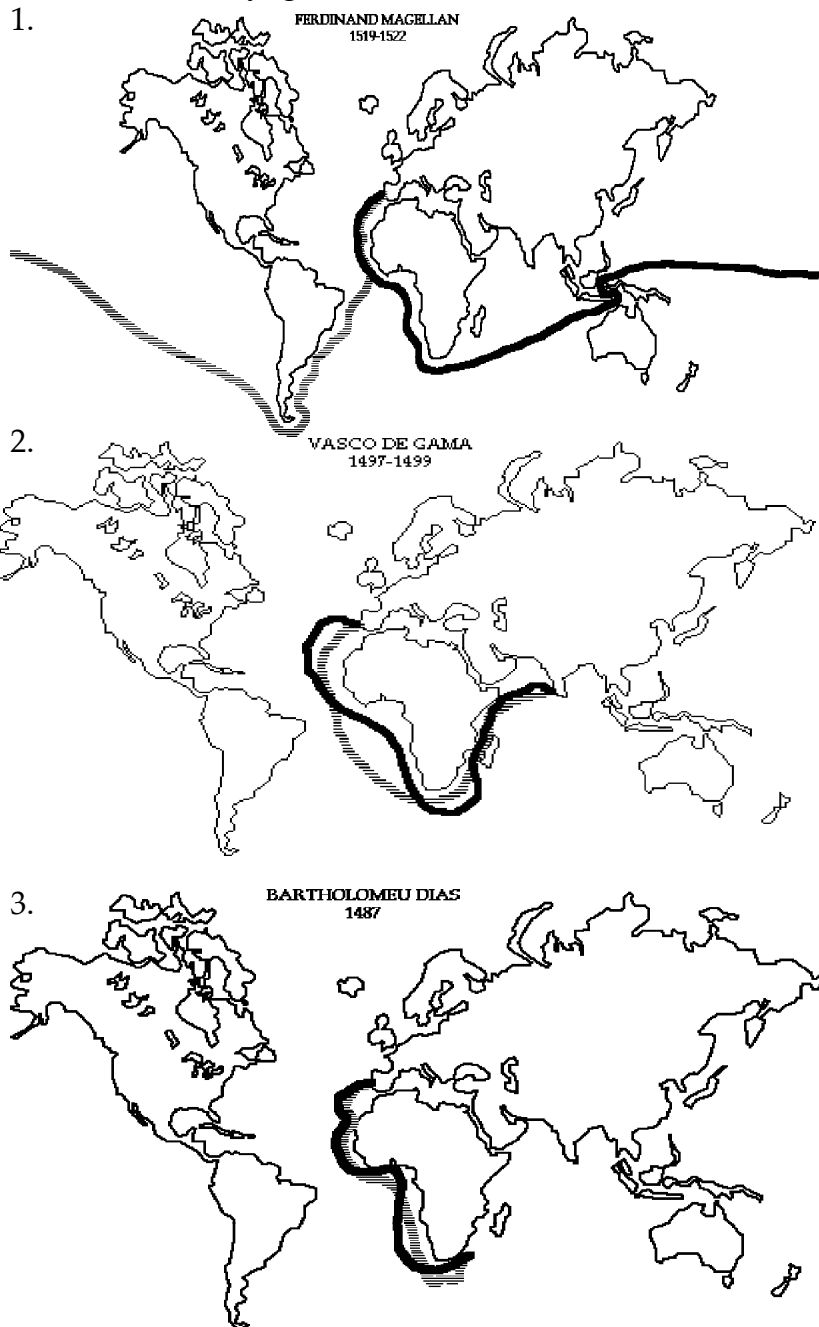 1.
FERDINAND MAGELLAN
1519-1522
2.
VASCO DE GAMA
1497-1499
3.
BARTHOLOMEU DIAS
1487